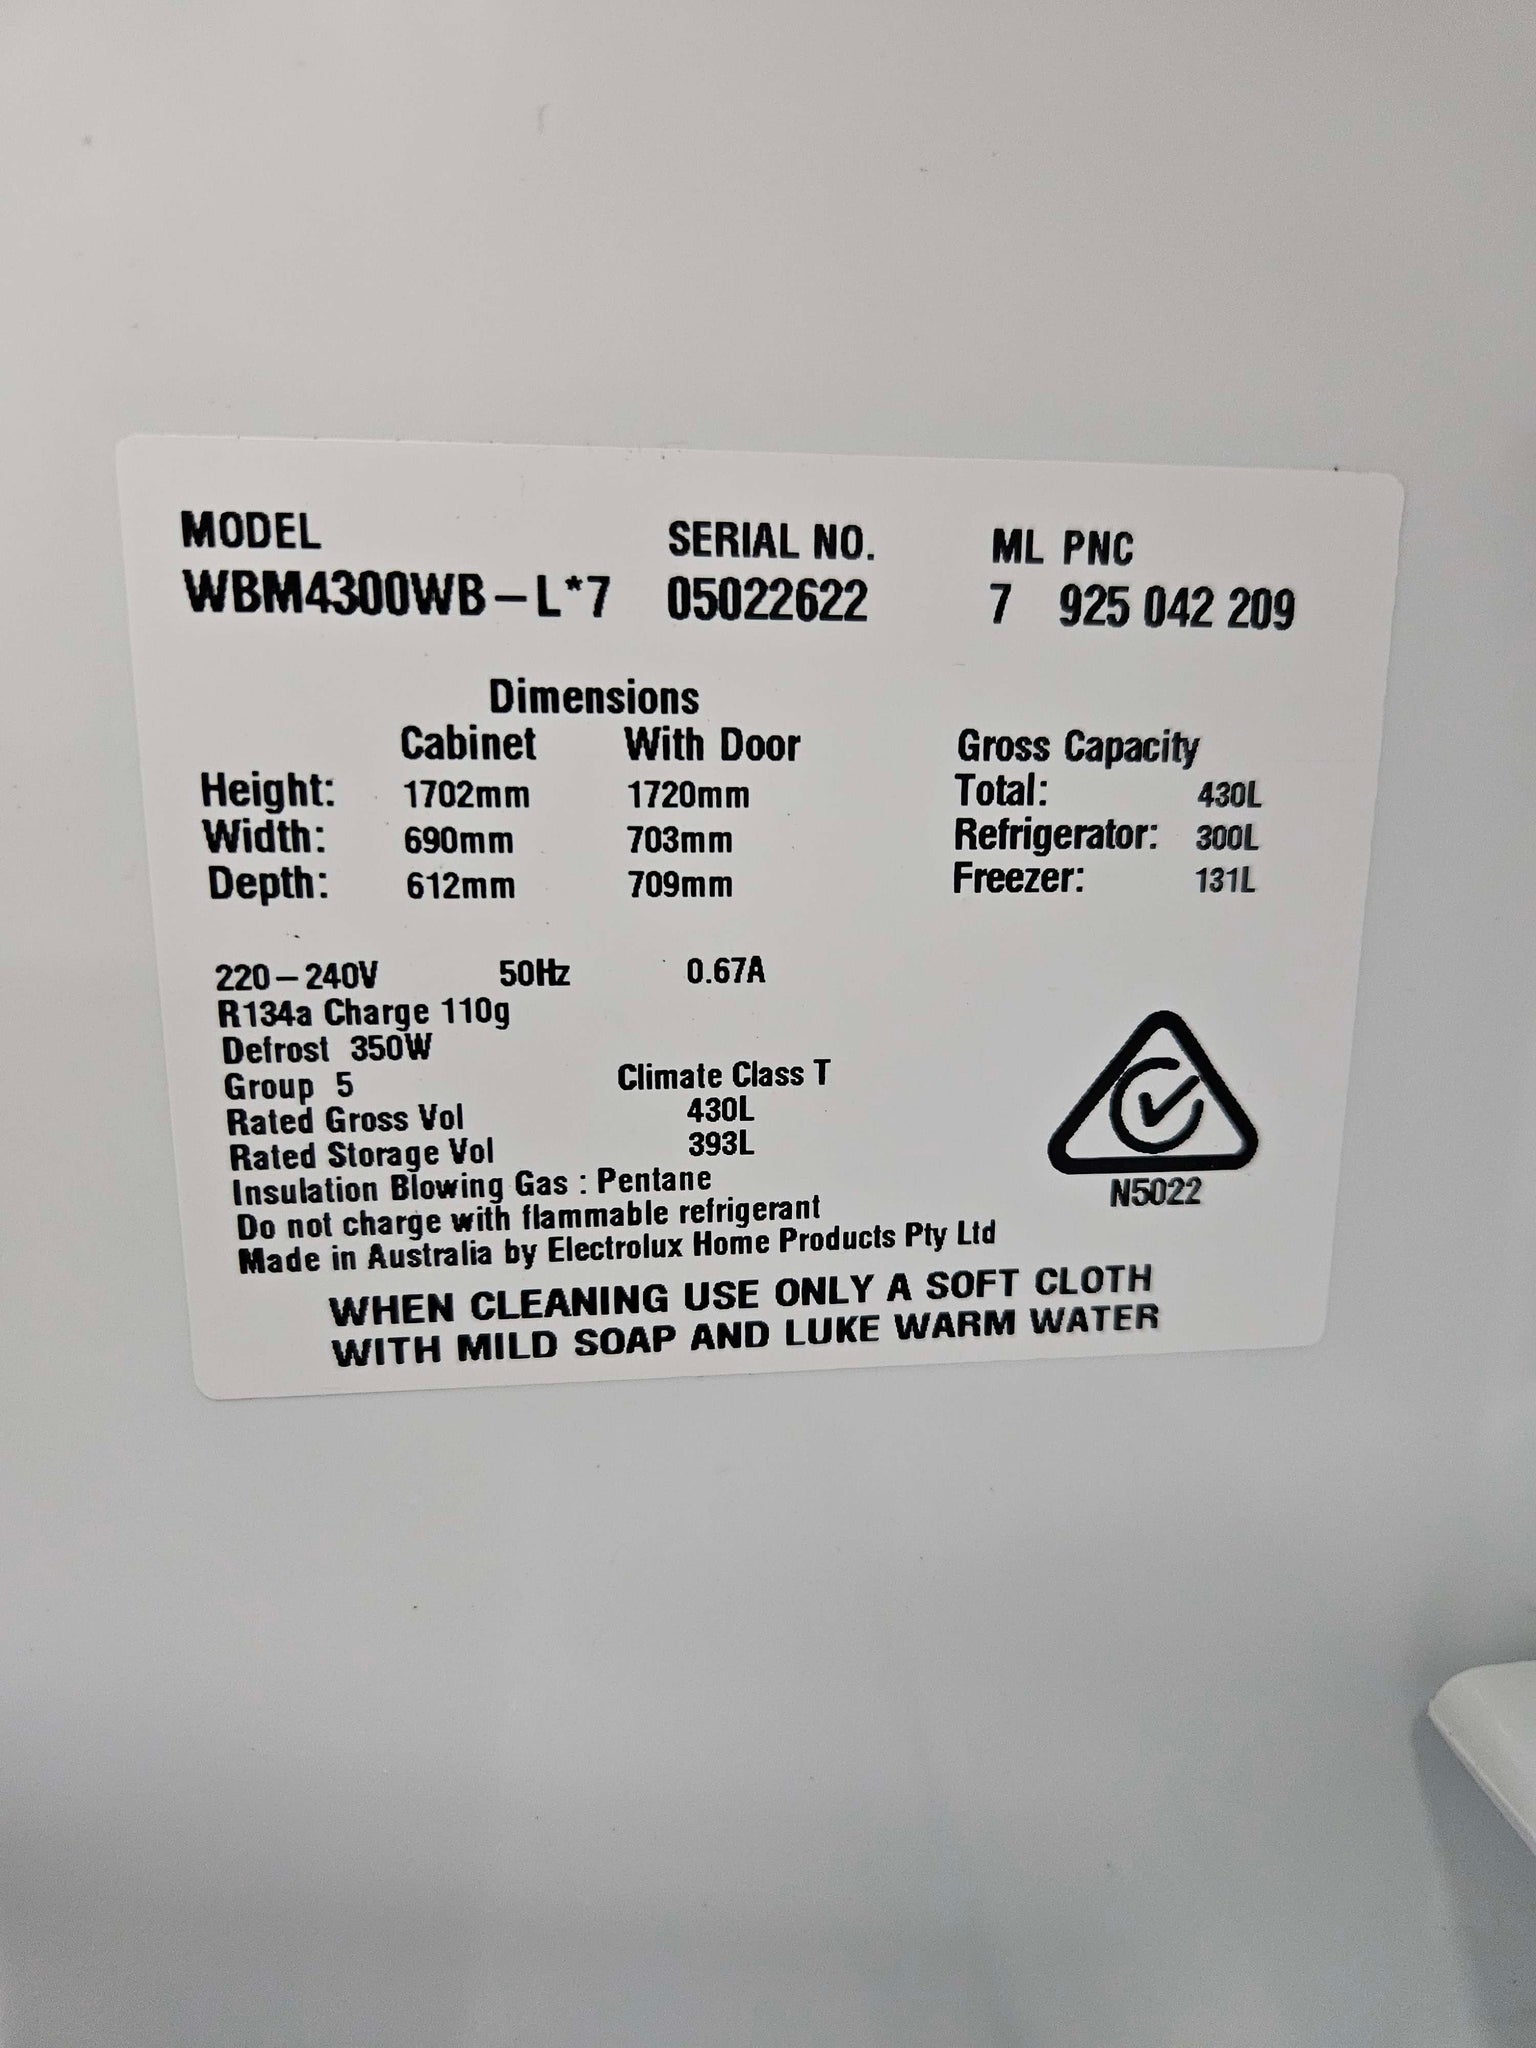 MODEL SERIAL NO. ML PNC
WBM4300WB-L*7 05022622 7 925 042 209
Dimensions
Cabinet With Door Gross Capacity
Height: 1702mm 1720mm Total: 430L
Width: 690mm 703mm Refrigerator: 300L
Depth: 612mm 709mm Freezer: 131L
220-240V 50Hz 0.67A
R134a Charge 110g
Defrost 350W
Group 5 Climate Class T
Rated Gross Vol 430L
Rated Storage Vol 393L
Insulation Blowing Gas : Pentane
N5022
Do not charge with flammable refrigerant
Made in Australia by Electrolux Home Products Pty Ltd
WHEN CLEANING USE ONLY A SOFT CLOTH
WITH MILD SOAP AND LUKE WARM WATER